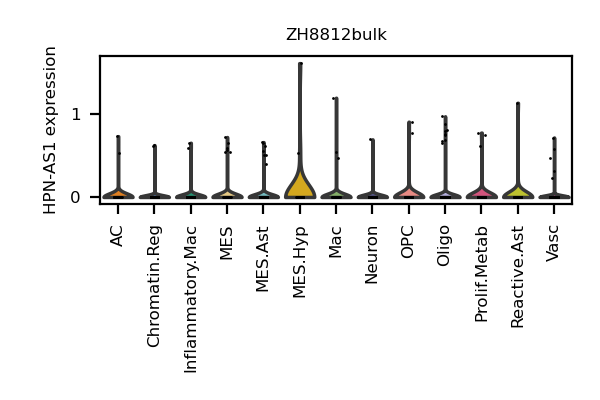 ZH8812bulk
HPN-AS1 expression
1
0
AC
Chromatin.Reg
Inflammatory.Mac
MES
MES.Ast
MES.Hyp
Mac
Neuron
OPC
Oligo
Prolif.Metab
Reactive.Ast
Vasc